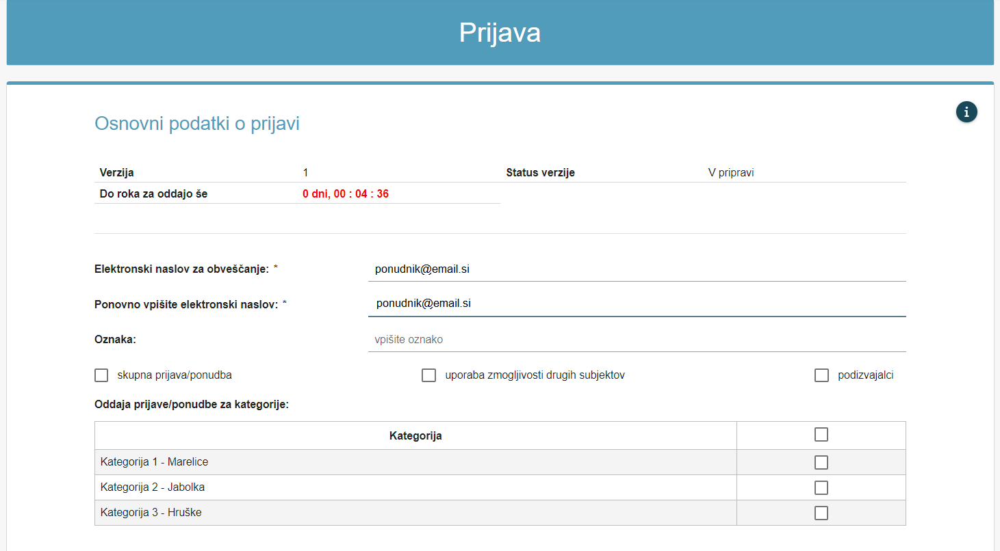 Prijava
i
Osnovni podatki o prijavi
Verzija 1 Status verzije V pripravi
Do roka za oddajo še 0 dni, 00 : 04 : 36
Elektronski naslov za obveščanje: * ponudnik@email.si
Ponovno vpišite elektronski naslov: * ponudnik@email.si
Oznaka: vpišite oznako
skupna prijava/ponudba uporaba zmogljivosti drugih subjektov podizvajalci
Oddaja prijave/ponudbe za kategorije:
Kategorija
Kategorija 1 - Marelice
Kategorija 2 - Jabolka
Kategorija 3 - Hruške